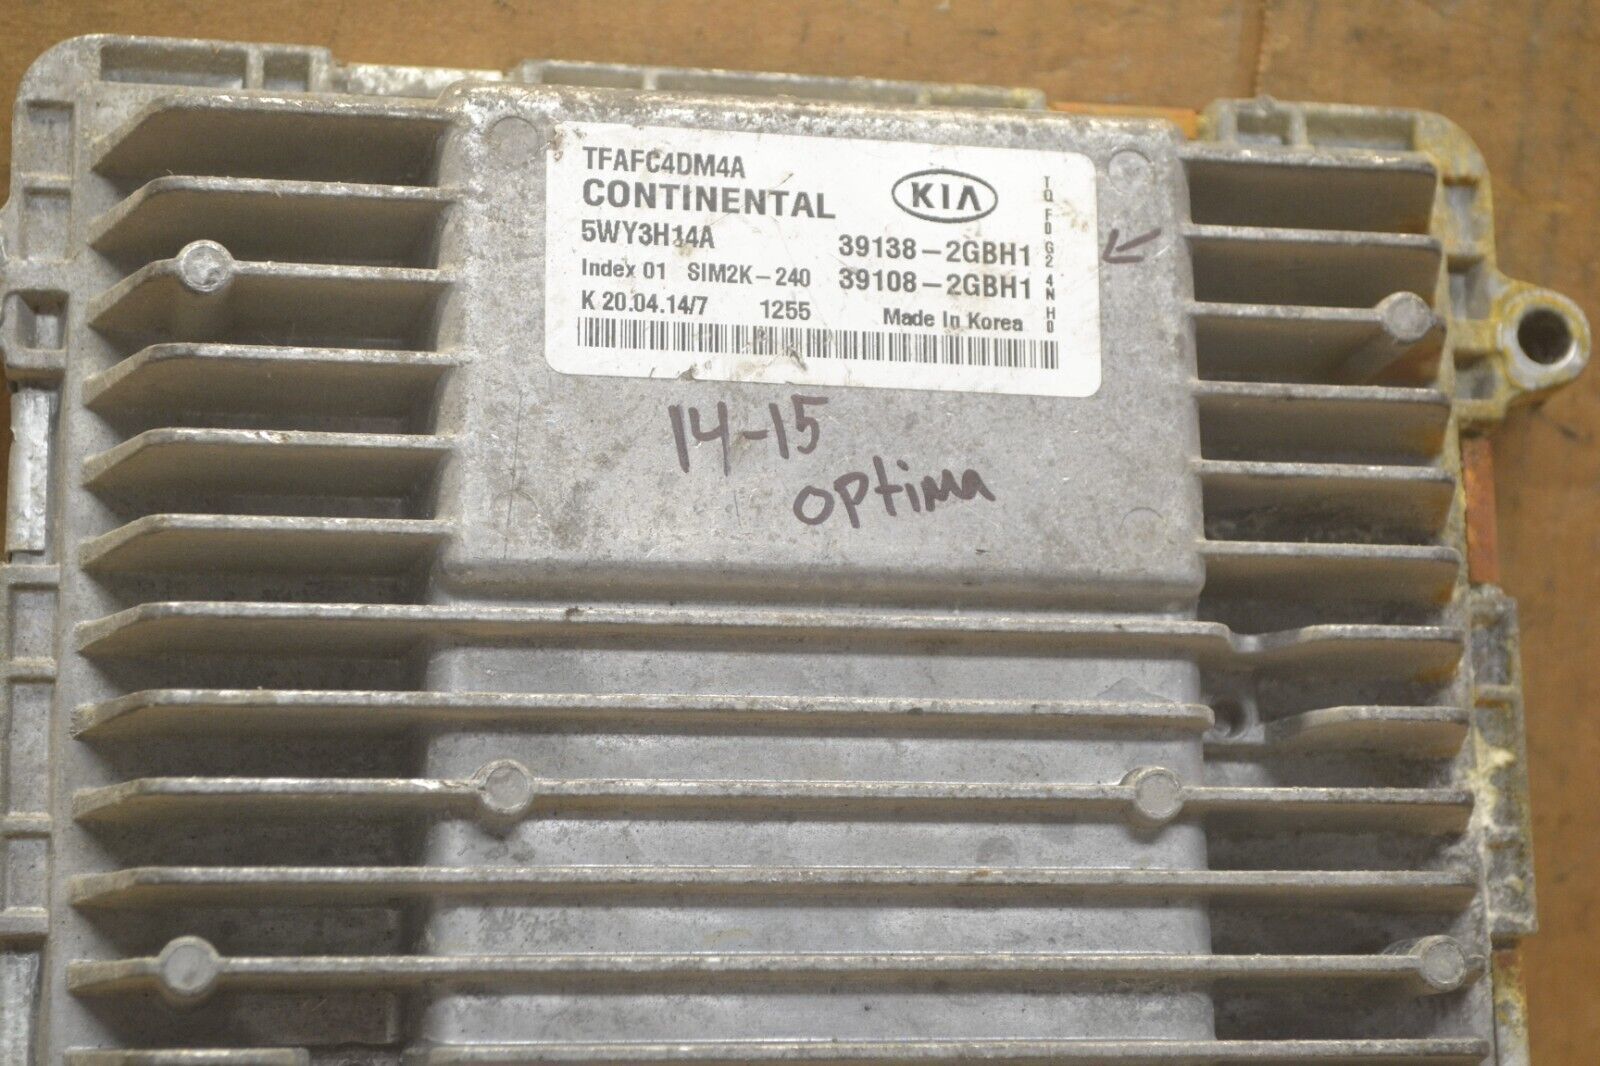 TFAFC4DM4A
CONTINENTAL KIA
5WY3H14A 39138-2GBH1
Index 01 SIM2K-240 39108-2GBH1
K 20.04.14/7 1255 Made In Korea
TQFDG24NH0
14-15
optima